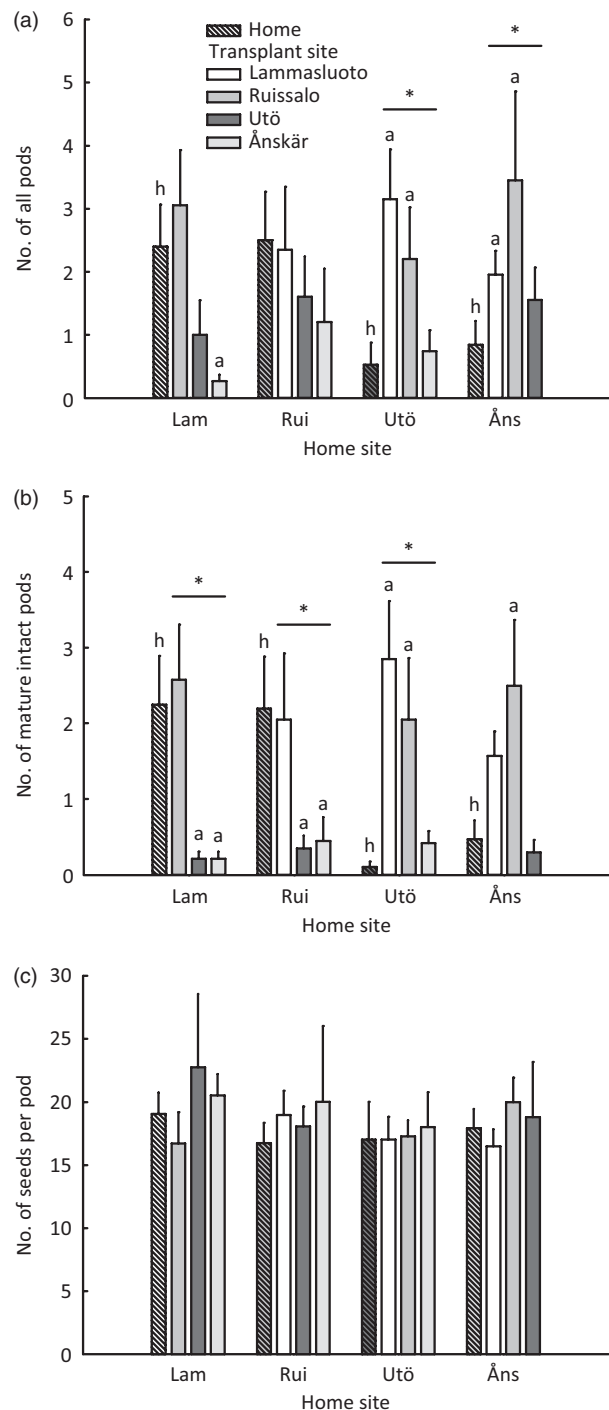 (a)
6
5
4
3
2
1
0
No. of all pods
Home
Transplant site
Lammasluoto
Ruissalo
Utö
Ånskär
* *
h a
a a h
h a a
Lam Rui Utö Åns
Home site
(b)
5
4
3
2
1
0
No. of mature intact pods
* * *
h a a
h a a
h a a
h a
Lam Rui Utö Åns
Home site
(c)
30
25
20
15
10
5
0
No. of seeds per pod
Lam Rui Utö Åns
Home site